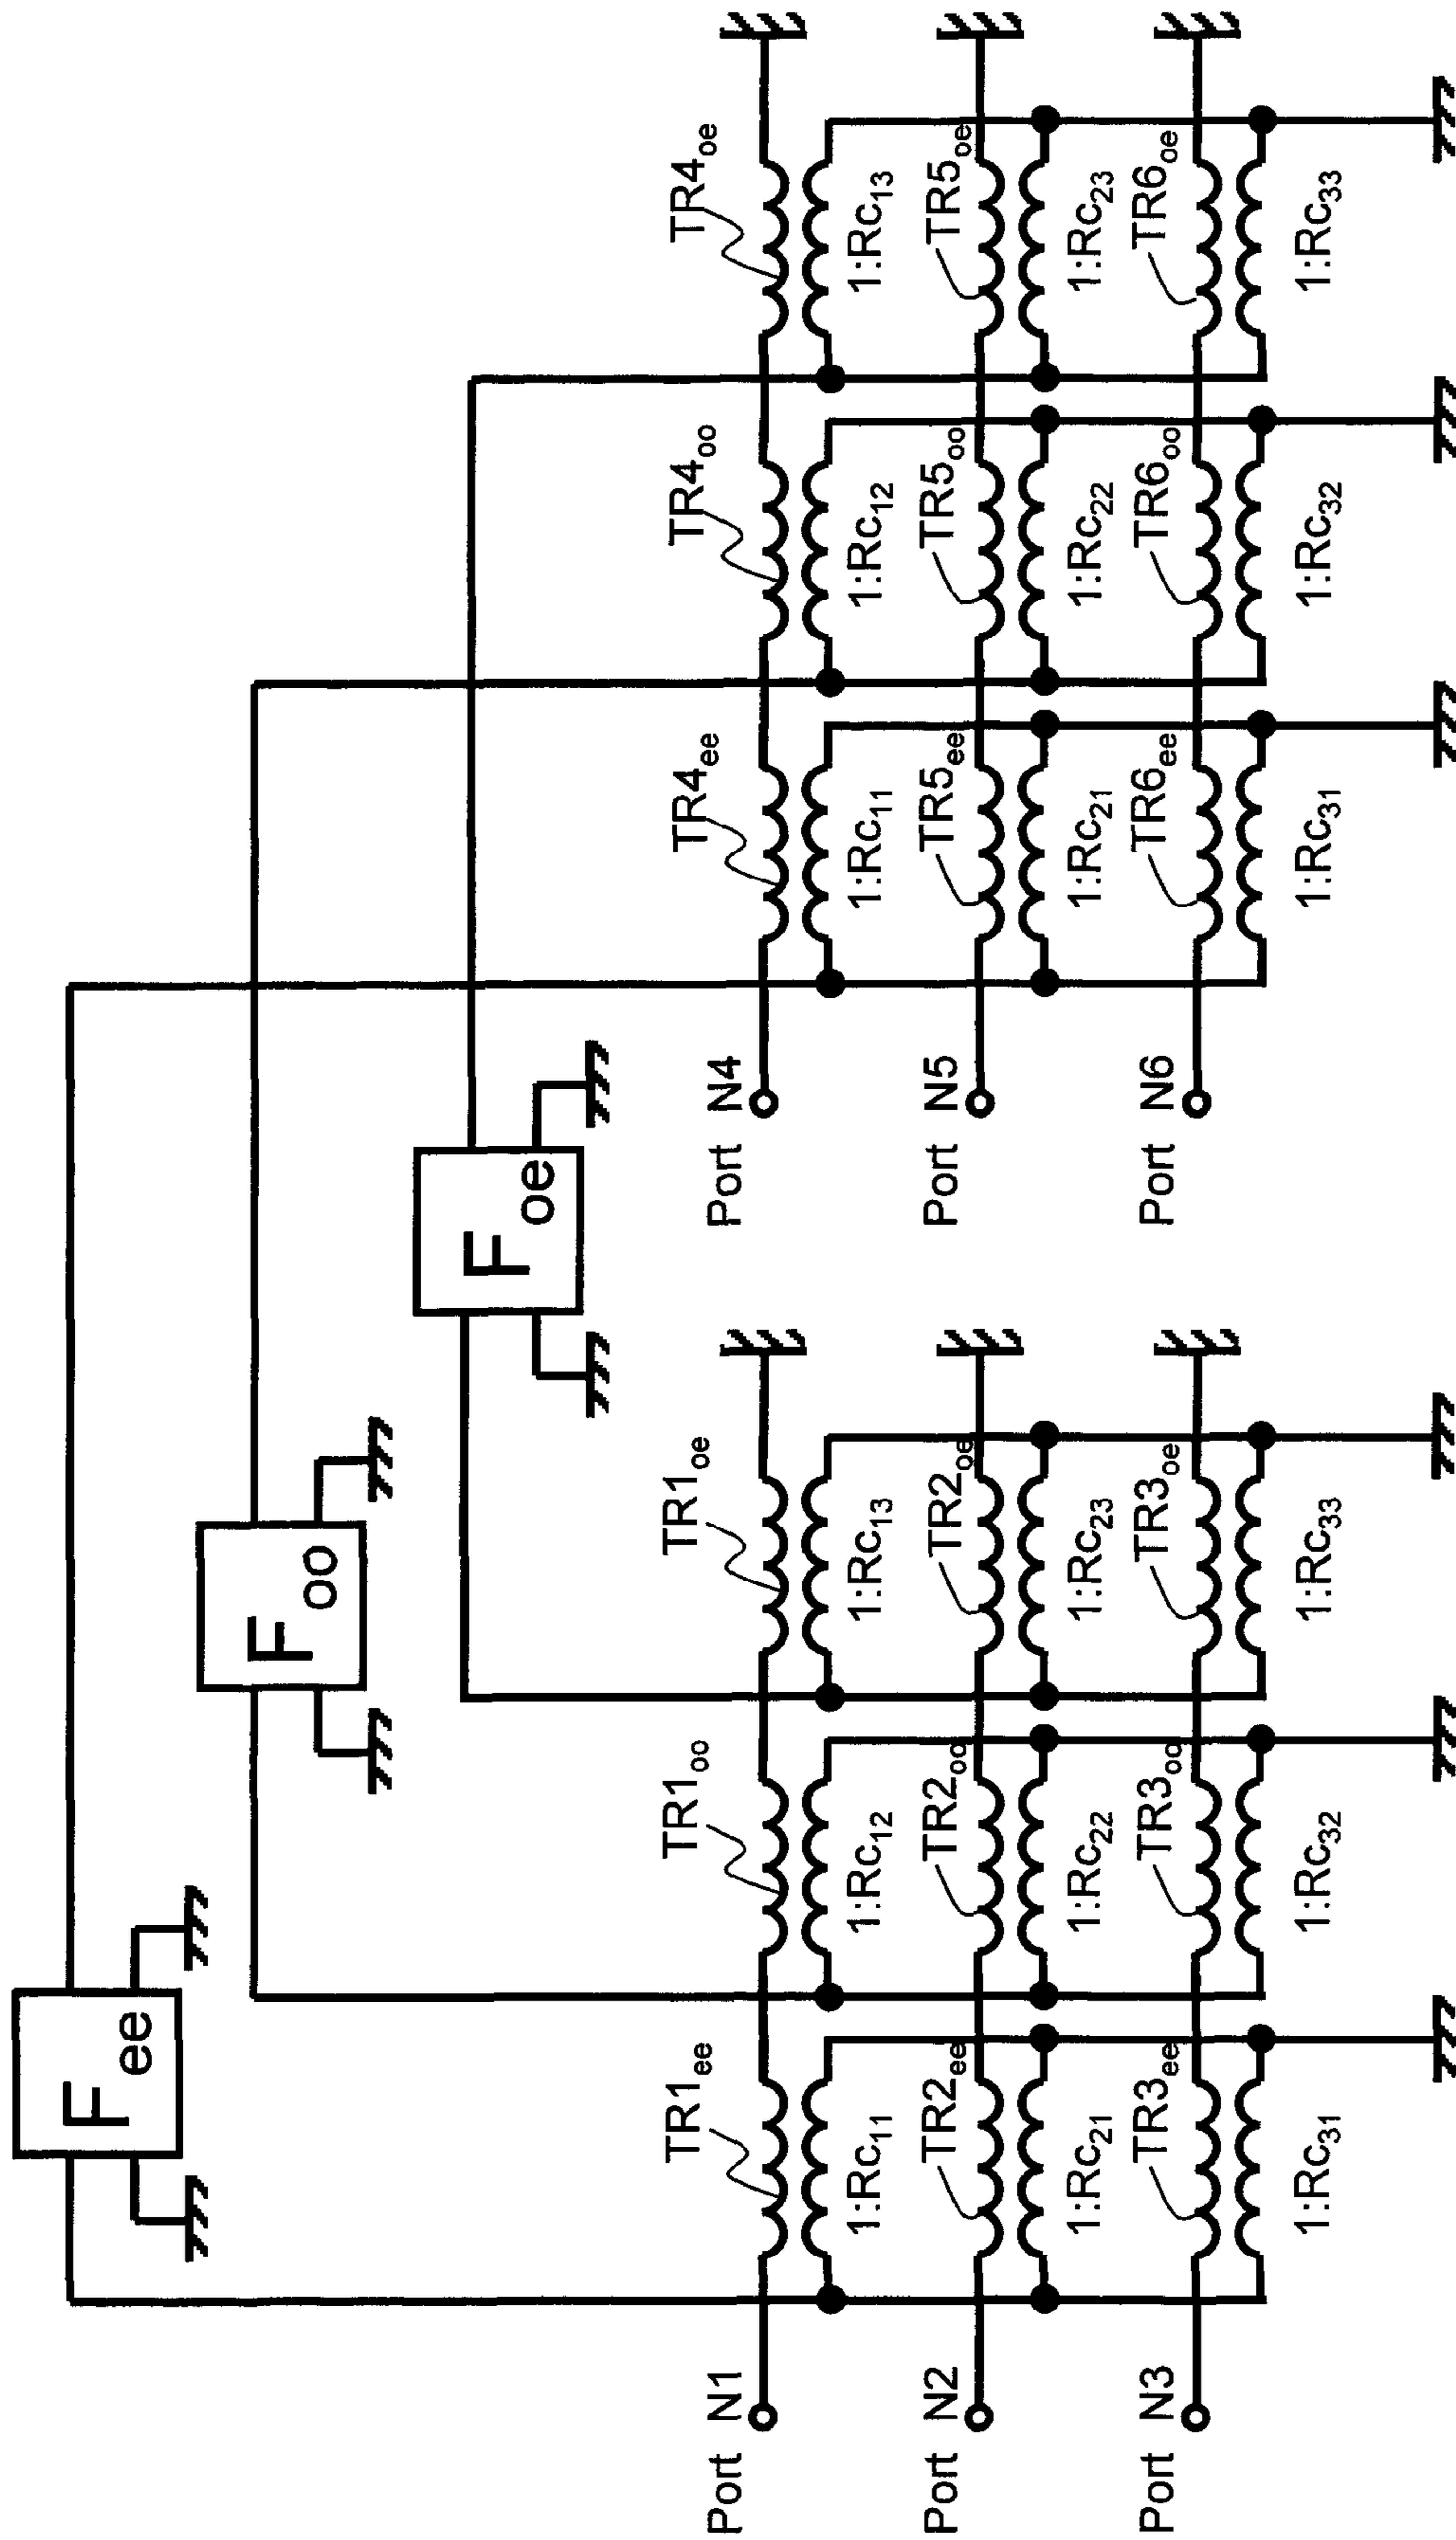 F ee
F oo
F oe
TR1ee
TR1oo
TR1oe
Port N1
1:Rc11
1:Rc12
1:Rc13
TR2ee
TR2oo
TR2oe
Port N2
1:Rc21
1:Rc22
1:Rc23
TR3ee
TR3oo
TR3oe
Port N3
1:Rc31
1:Rc32
1:Rc33
TR4ee
TR4oo
TR4oe
Port N4
1:Rc11
1:Rc12
1:Rc13
TR5ee
TR5oo
TR5oe
Port N5
1:Rc21
1:Rc22
1:Rc23
TR6ee
TR6oo
TR6oe
Port N6
1:Rc31
1:Rc32
1:Rc33